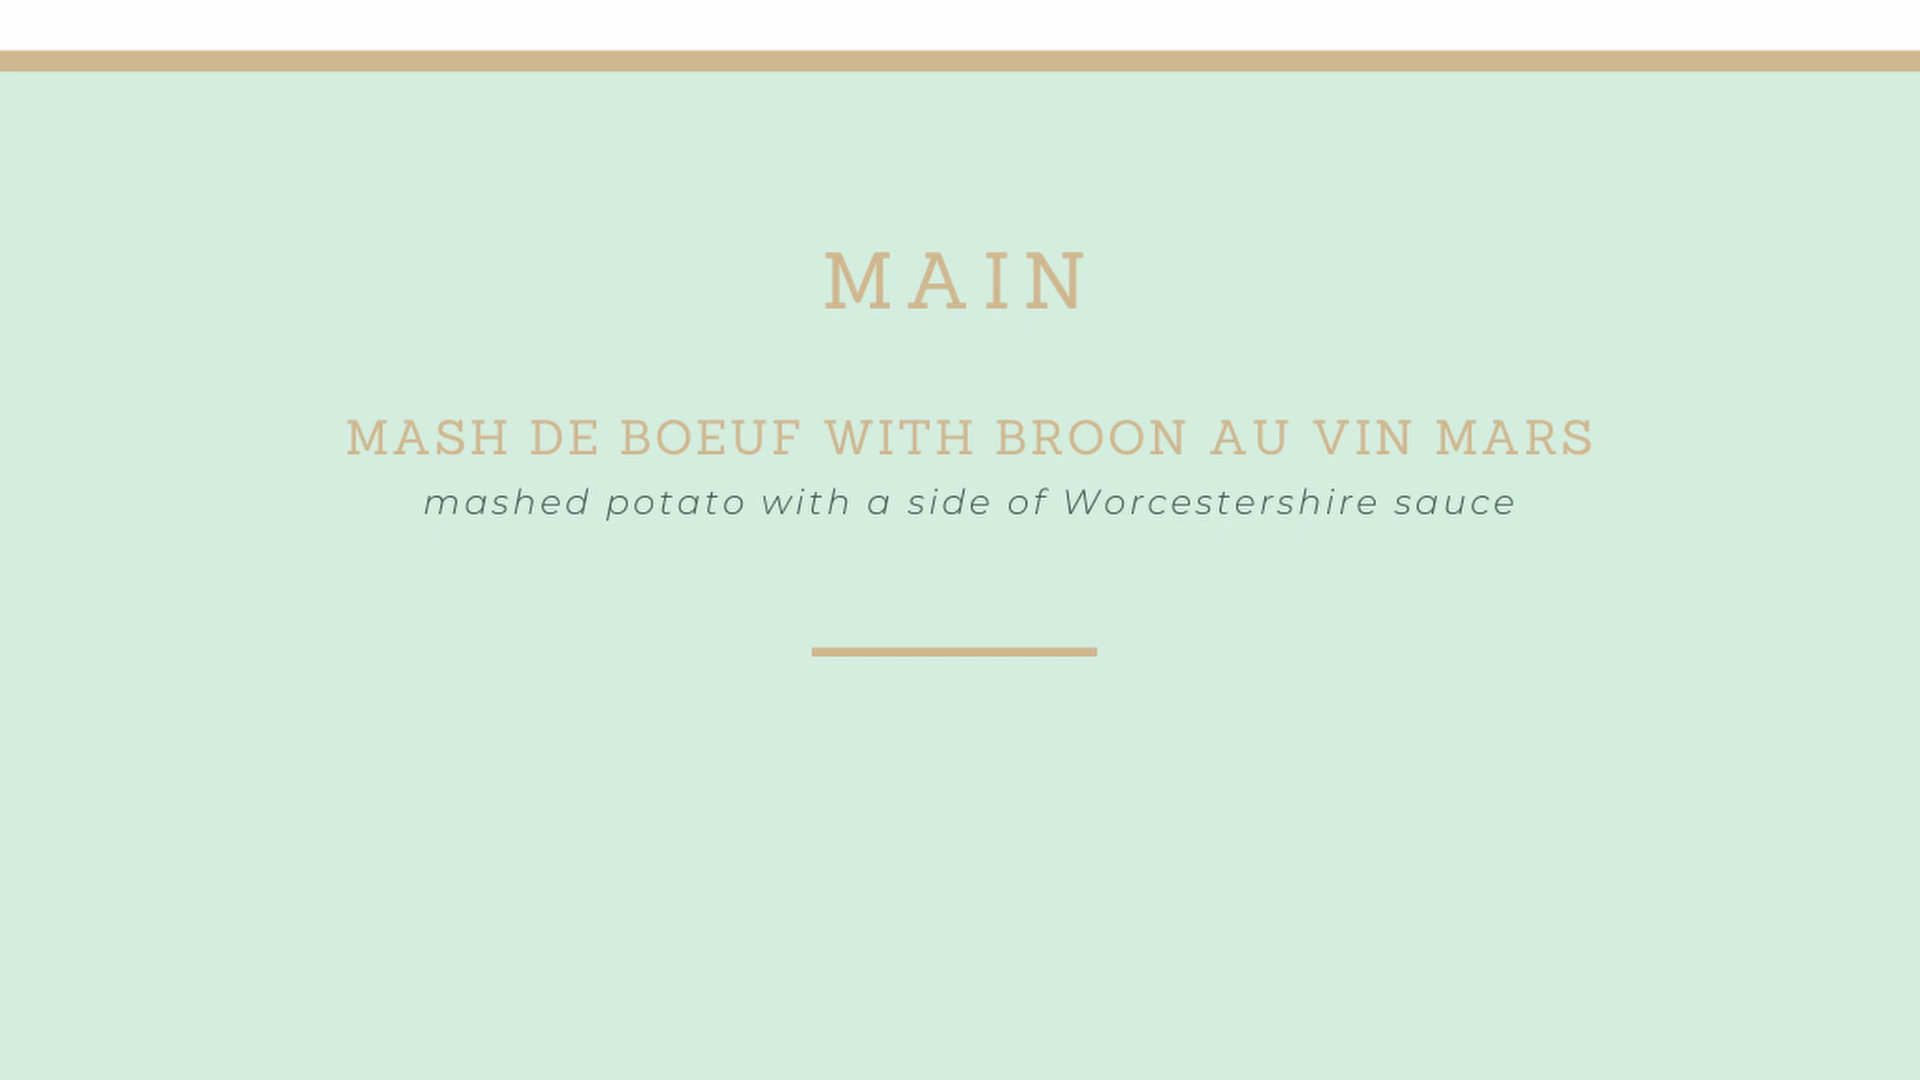 MAIN
MASH DE BOEUF WITH BROON AU VIN MARS
mashed potato with a side of Worcestershire sauce